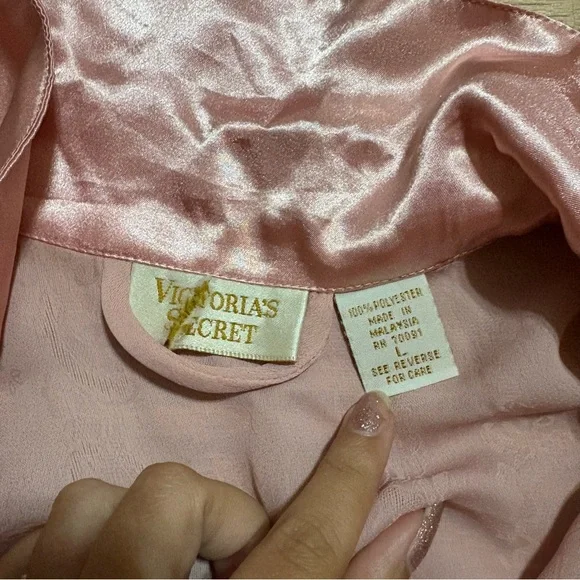 VICTORIA'S
SECRET
100% POLYESTER
MADE IN
MALAYSIA
RN 70091
L
SEE REVERSE
FOR CARE